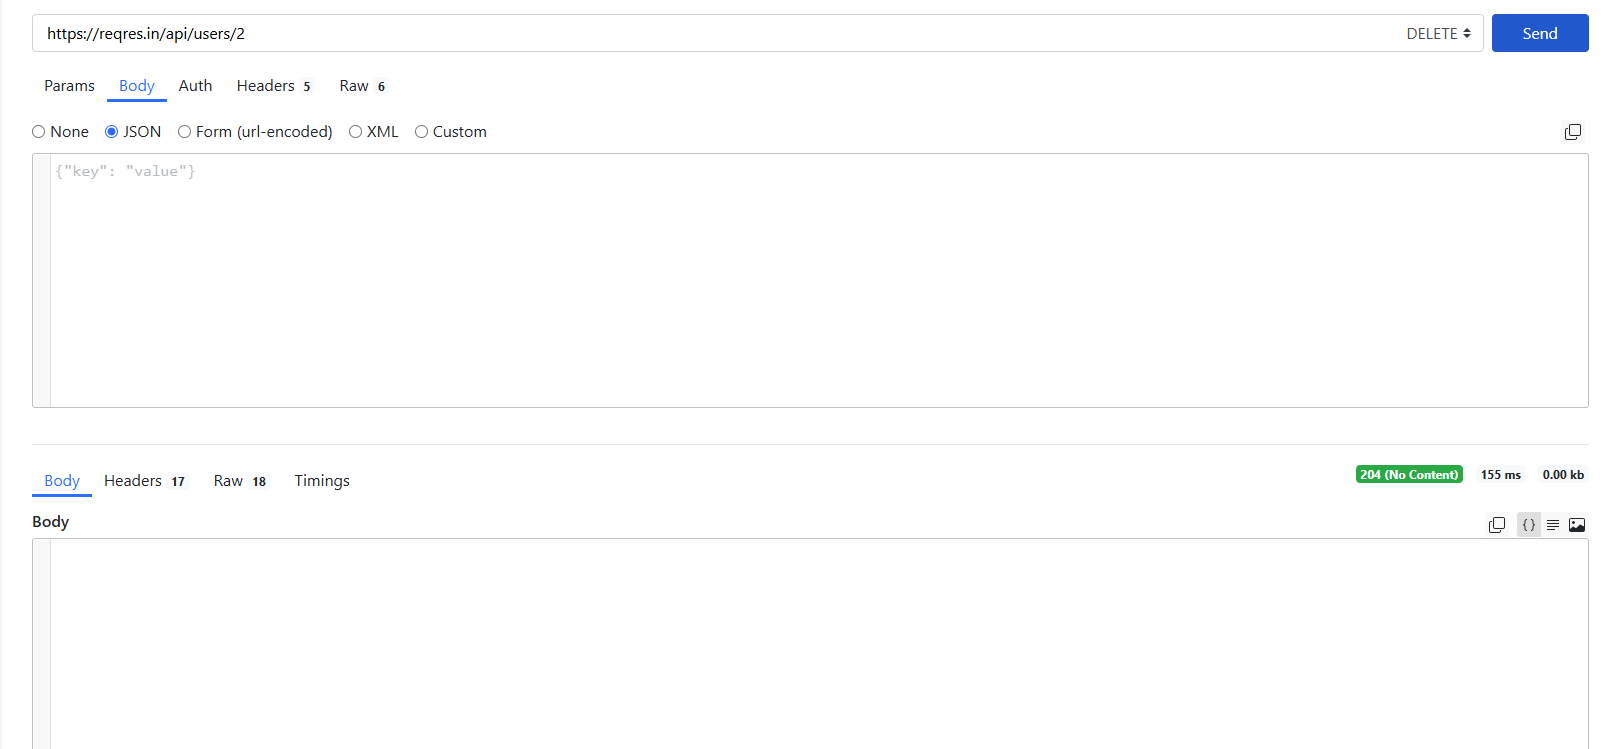 https://reqres.in/api/users/2 DELETE Send
Params Body Auth Headers 5 Raw 6
None JSON Form (url-encoded) XML Custom
{"key": "value"}
Body Headers 17 Raw 18 Timings 204 (No Content) 155 ms 0.00 kb
Body {}